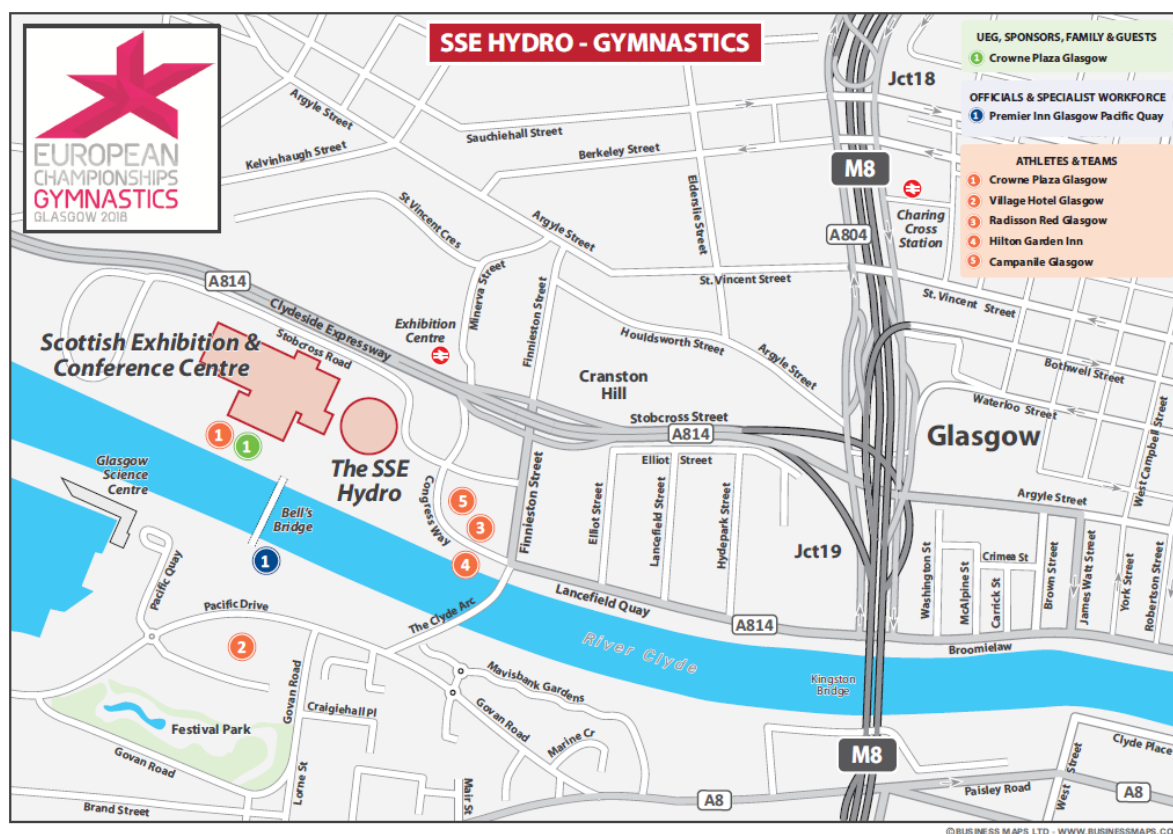 EUROPEAN
CHAMPIONSHIPS
GYMNASTICS
GLASGOW 2018
SSE HYDRO - GYMNASTICS
UEG, SPONSORS, FAMILY & GUESTS
1 Crowne Plaza Glasgow
OFFICIALS & SPECIALIST WORKFORCE
1 Premier Inn Glasgow Pacific Quay
ATHLETES & TEAMS
1 Crowne Plaza Glasgow
2 Village Hotel Glasgow
3 Radisson Red Glasgow
4 Hilton Garden Inn
5 Campanile Glasgow
Jct18
Argyle Street
Sauchiehall Street
Kelvinhaugh Street
Berkeley Street
M8
Elderslie Street
St Vincent Cres
Argyle Street
Charing
Cross
Station
A804
A814
Minerva Street
Finnieston Street
St. Vincent Street
St. Vincent Street
Clydeside Expressway
Stobcross Road
Exhibition
Centre
Houldsworth Street
Argyle Street
Scottish Exhibition &
Conference Centre
Bothwell Street
Cranston
Hill
Waterloo Street
West Campbell Street
Stobcross Street
A814
Glasgow
1
1
The SSE
Hydro
Elliot Street
Glasgow
Science
Centre
Congress Way
Finnieston Street
5
3
4
Elliot Street
Lancefield Street
Hydepark Street
Argyle Street
Bell's
Bridge
1
Jct19
Washington St
McAlpine St
Crimea St
Carrick St
Brown Street
James Watt Street
York Street
Robertson Street
Pacific Quay
Pacific Drive
The Clyde Arc
Lancefield Quay
A814
Broomielaw
2
River Clyde
Kingston
Bridge
Mavisbank Gardens
Govan Road
Craigiehall Pl
Govan Road
Festival Park
Marine Cr
Govan Road
M8
Clyde Place
West Street
Lorne St
Mair St
Brand Street
A8
Paisley Road
A8
©BUSINESS MAPS LTD - WWW.BUSINESSMAPS.CO